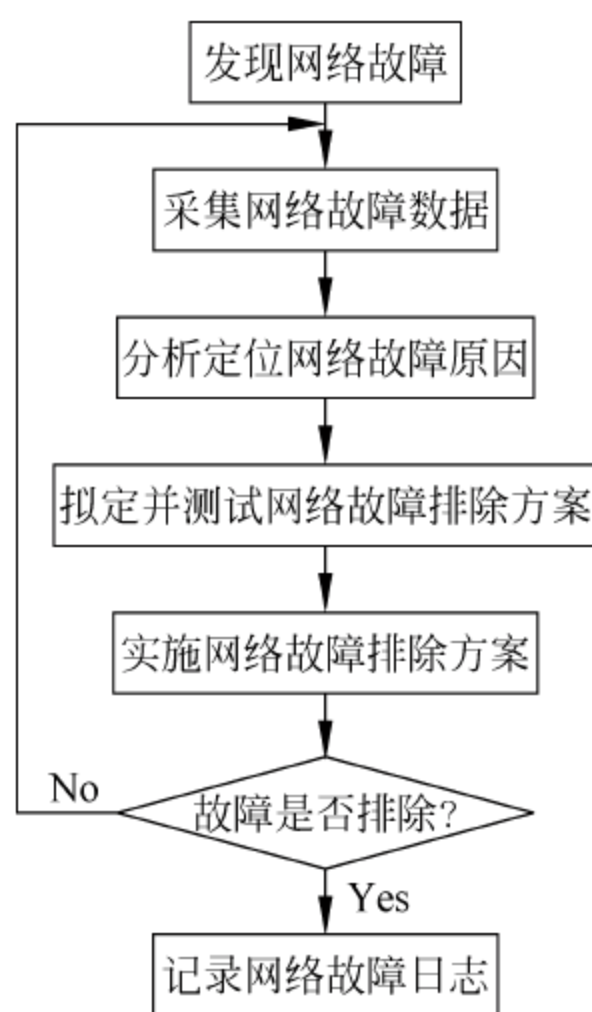 发现网络故障
采集网络故障数据
分析定位网络故障原因
拟定并测试网络故障排除方案
实施网络故障排除方案
No
故障是否排除?
Yes
记录网络故障日志